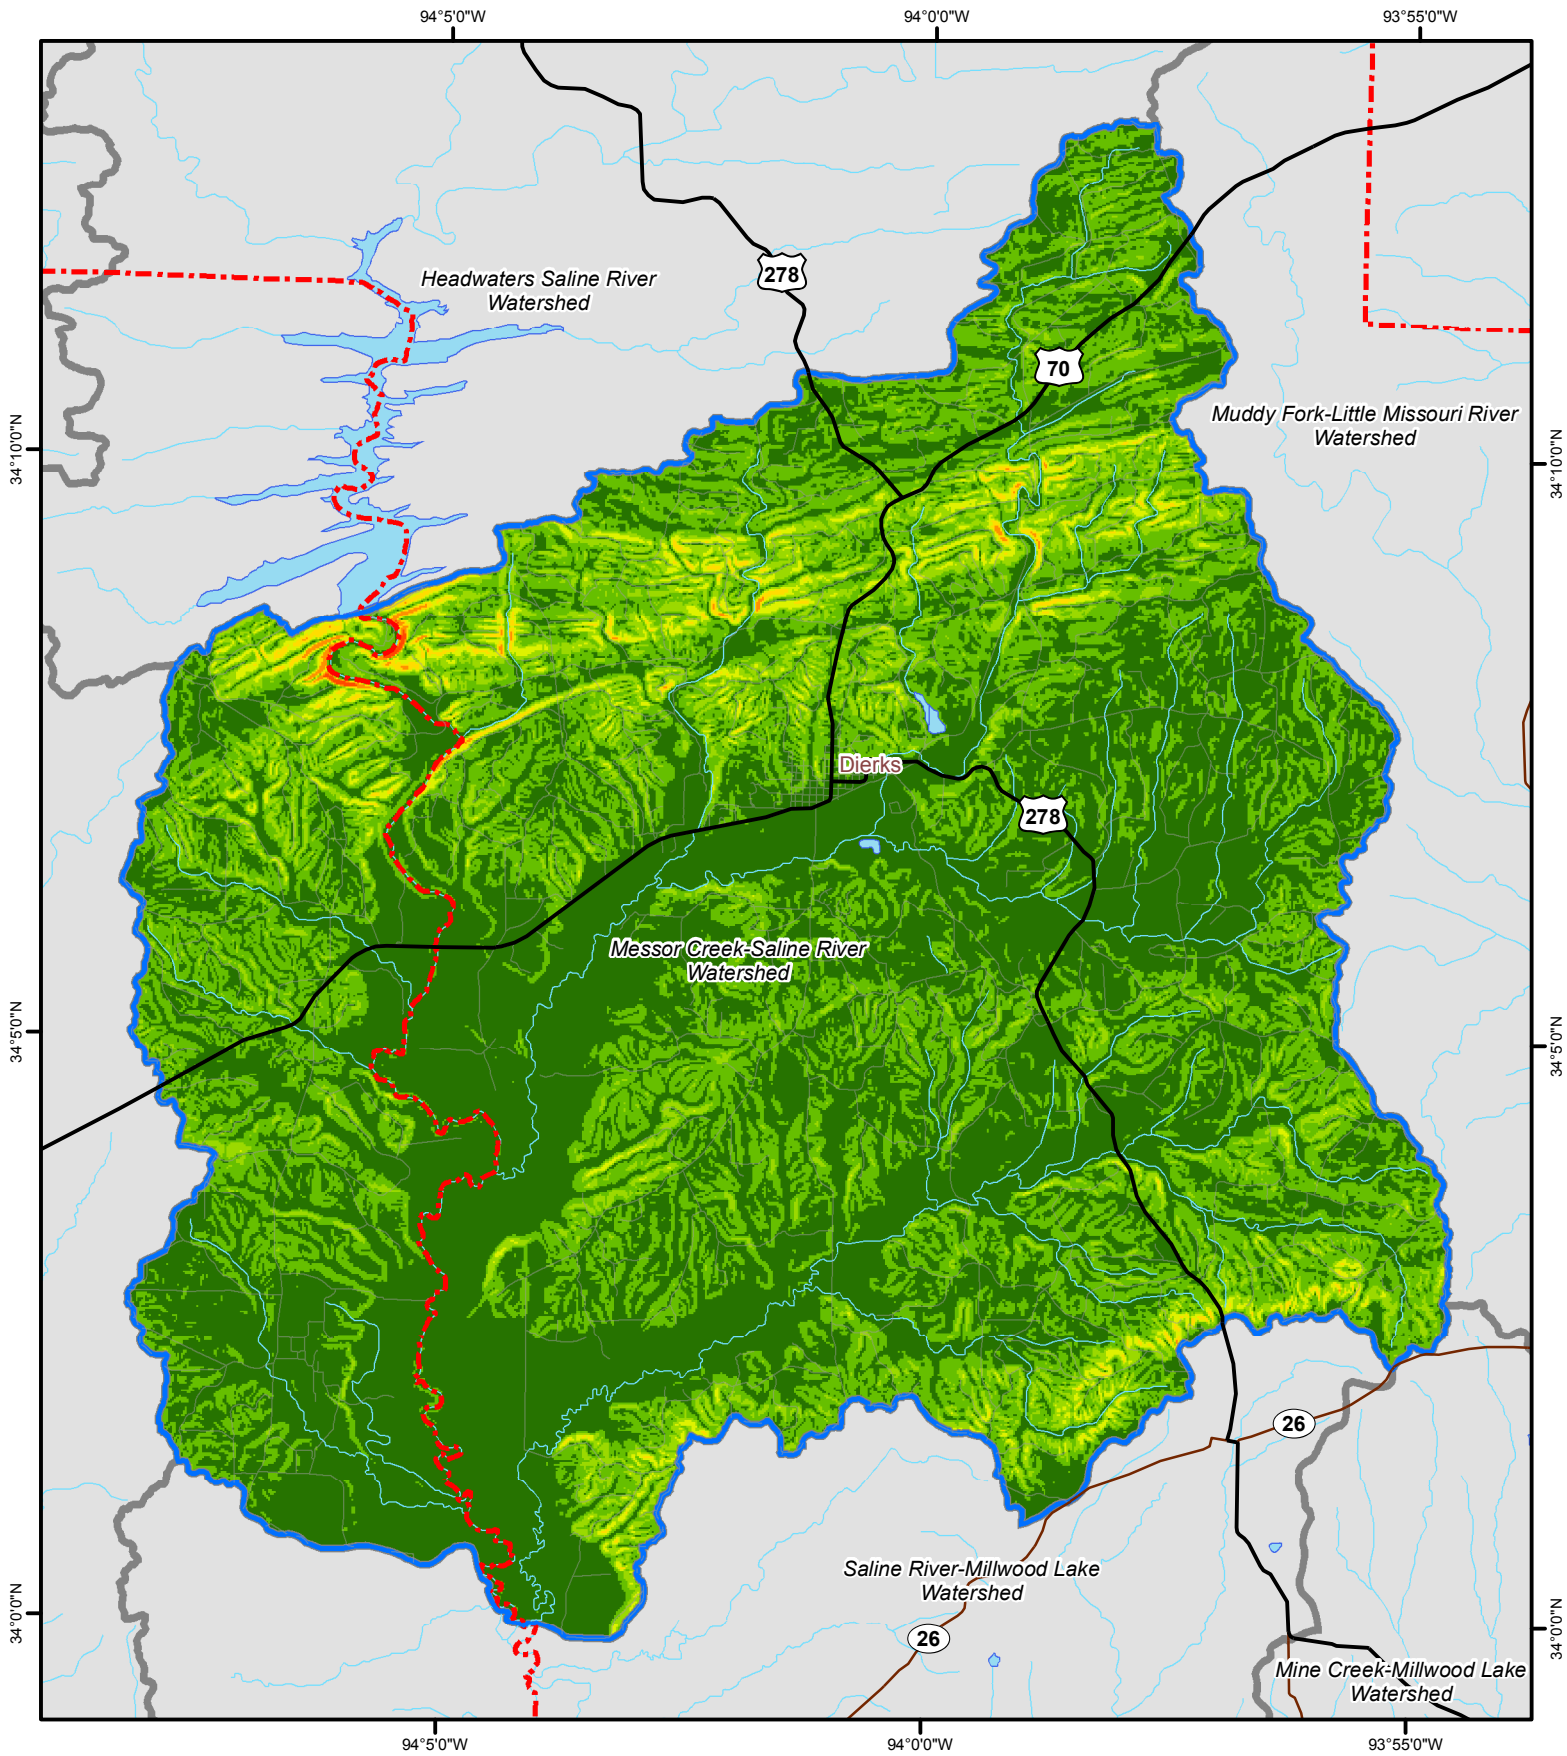 94°5'0"W
94°0'0"W
93°55'0"W
Headwaters Saline River
Watershed
278
70
Muddy Fork-Little Missouri River
Watershed
34°10'0"N
34°10'0"N
Dierks
278
Messor Creek-Saline River
Watershed
34°5'0"N
34°5'0"N
26
Saline River-Millwood Lake
Watershed
34°0'0"N
34°0'0"N
26
Mine Creek-Millwood Lake
Watershed
94°5'0"W
94°0'0"W
93°55'0"W